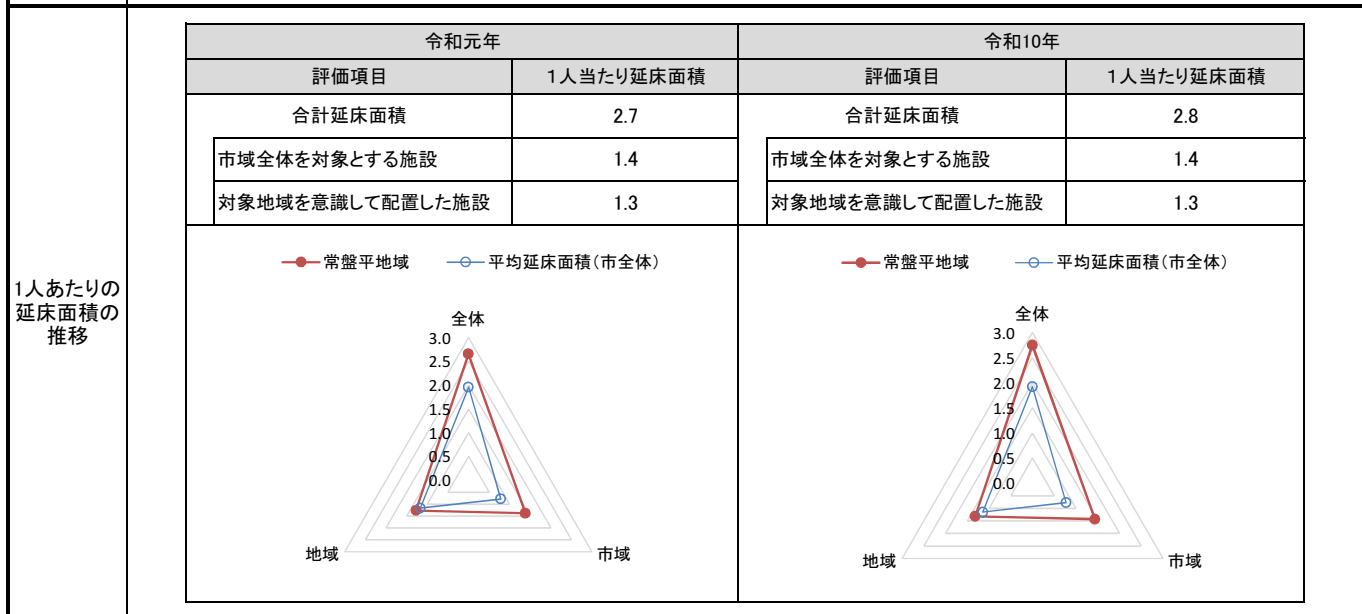 1人あたりの
延床面積の
推移
令和元年
評価項目 1人当たり延床面積
合計延床面積 2.7
市域全体を対象とする施設 1.4
対象地域を意識して配置した施設 1.3
令和10年
評価項目 1人当たり延床面積
合計延床面積 2.8
市域全体を対象とする施設 1.4
対象地域を意識して配置した施設 1.3
常盤平地域 平均延床面積(市全体)
全体
3.0
2.5
2.0
1.5
1.0
0.5
0.0
地域 市域
常盤平地域 平均延床面積(市全体)
全体
3.0
2.5
2.0
1.5
1.0
0.5
0.0
地域 市域